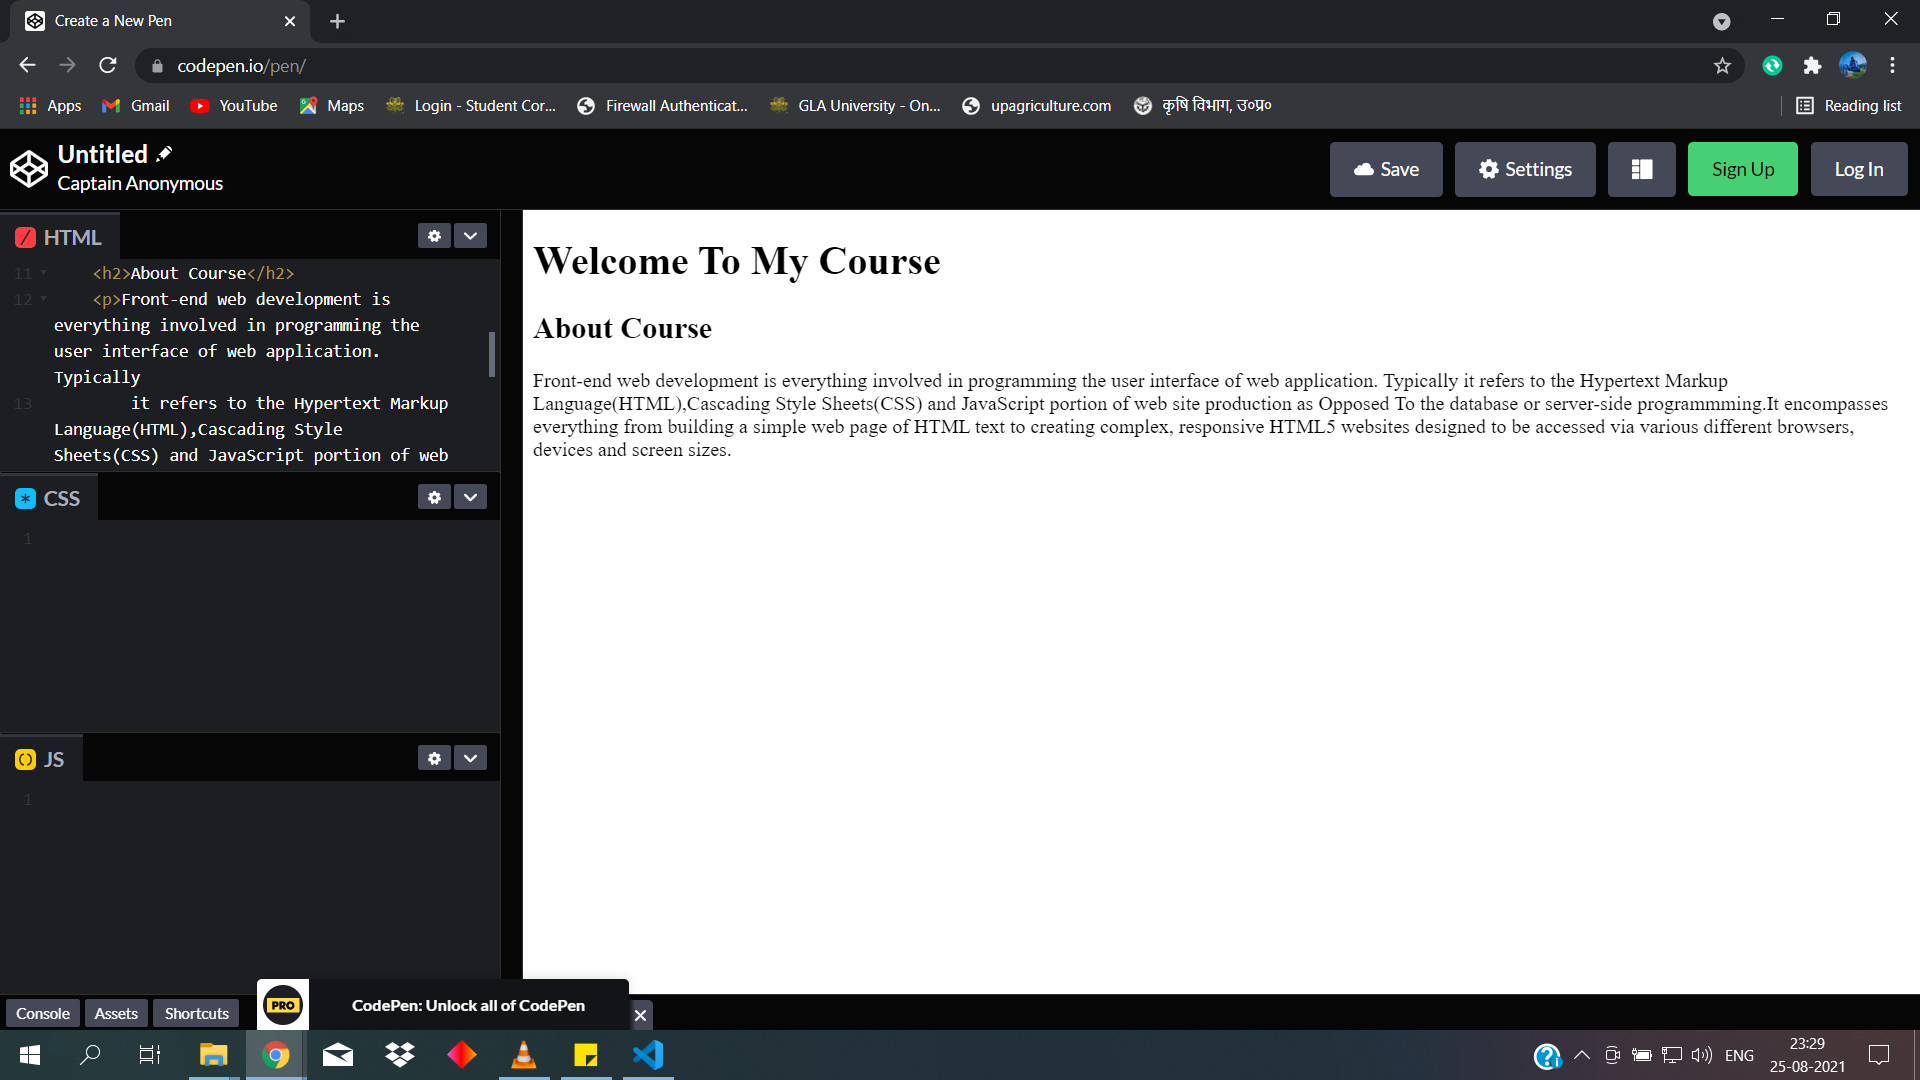 Create a New Pen
codepen.io/pen/
Apps Gmail YouTube Maps Login - Student Cor... Firewall Authenticat... GLA University - On... upagriculture.com कृषि विभाग, उ०प्र० Reading list
Untitled
Captain Anonymous
Save Settings Sign Up Log In
HTML
11 <h2>About Course</h2>
12 <p>Front-end web development is
everything involved in programming the
user interface of web application.
Typically
13 it refers to the Hypertext Markup
Language(HTML),Cascading Style
Sheets(CSS) and JavaScript portion of web
CSS
1
JS
1
Welcome To My Course
About Course
Front-end web development is everything involved in programming the user interface of web application. Typically it refers to the Hypertext Markup
Language(HTML),Cascading Style Sheets(CSS) and JavaScript portion of web site production as Opposed To the database or server-side programmming.It encompasses
everything from building a simple web page of HTML text to creating complex, responsive HTML5 websites designed to be accessed via various different browsers,
devices and screen sizes.
Console Assets Shortcuts
PRO CodePen: Unlock all of CodePen
ENG
23:29
25-08-2021